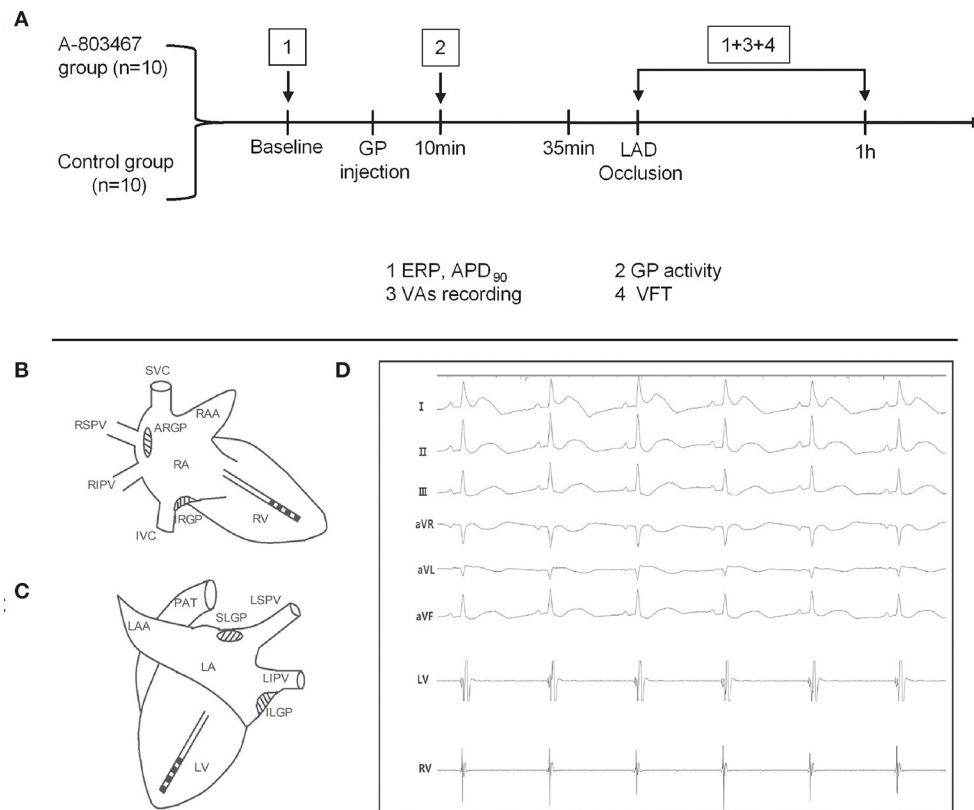 A
A-803467
group (n=10)
Control group
(n=10)
1
2
1+3+4
Baseline
GP
injection
10min
35min
LAD
Occlusion
1h
1 ERP, APD90
2 GP activity
3 VAs recording
4 VFT
B
SVC
RAA
RSPV
ARGP
RA
RIPV
IRGP
RV
IVC
C
PAT
LSPV
LAA
SLGP
LA
LIPV
ILGP
LV
D
I
II
III
aVR
aVL
aVF
LV
RV